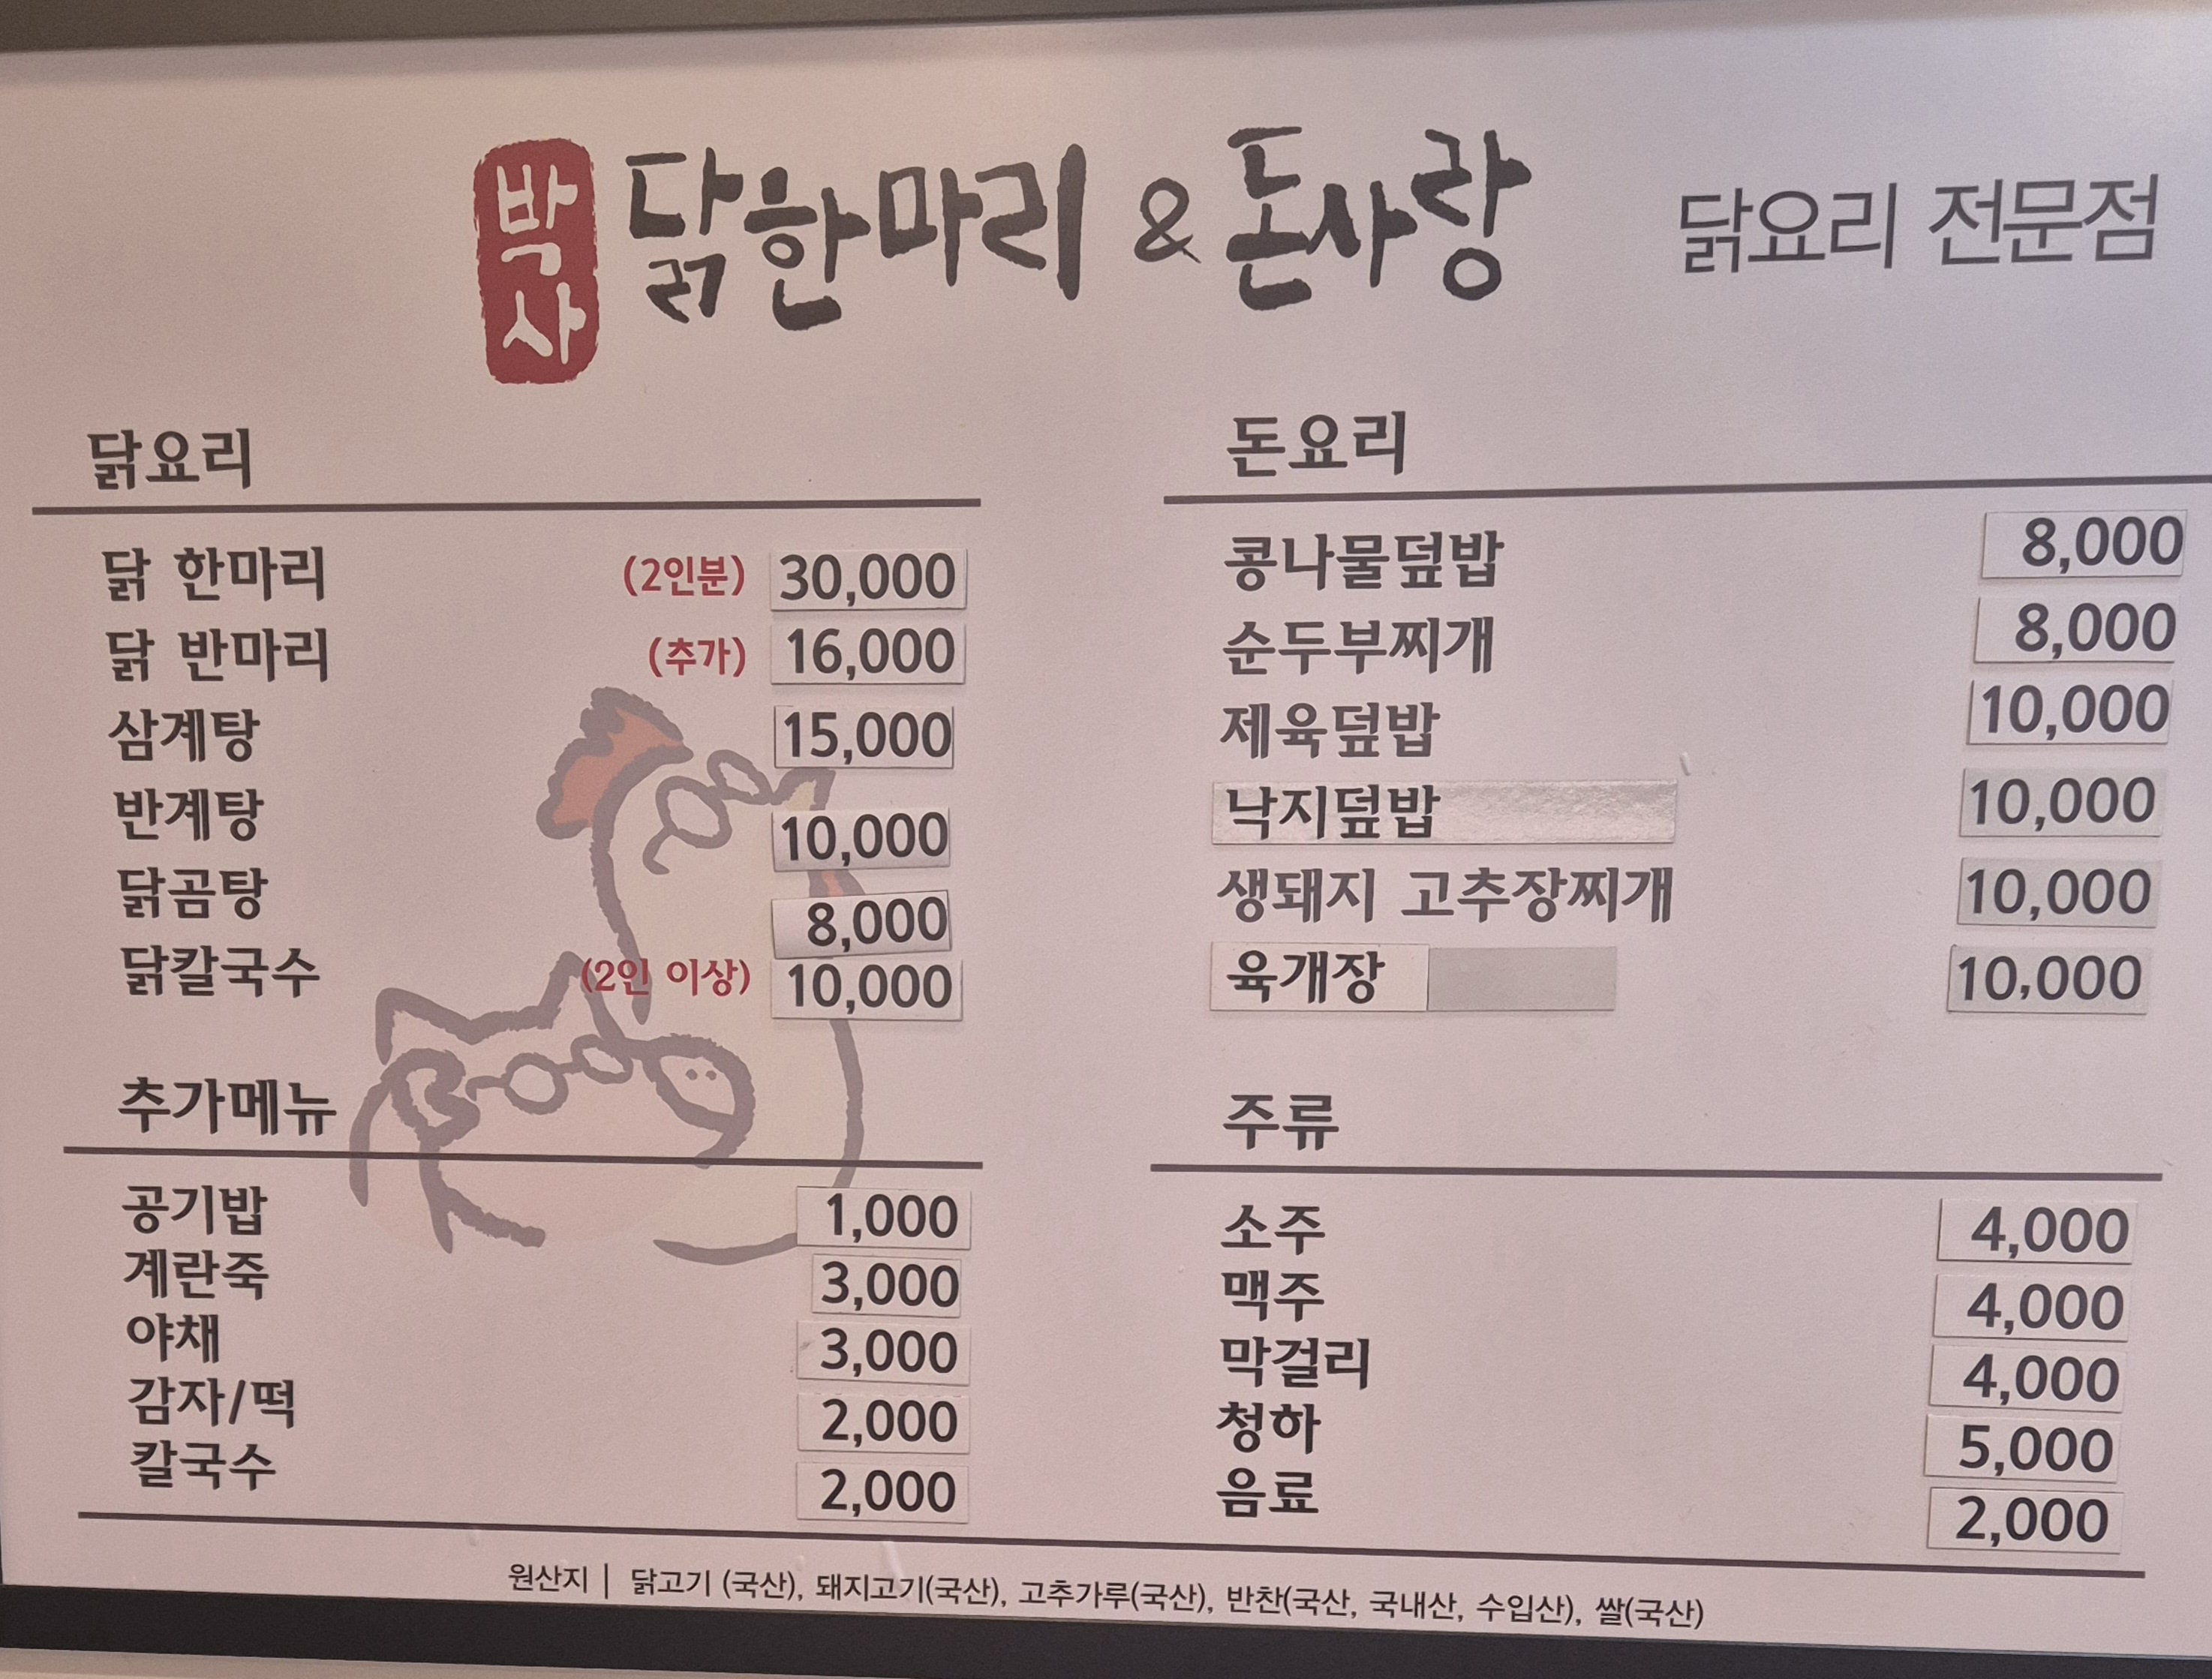 박사 닭한마리 & 돈사랑 닭요리 전문점
닭요리
닭 한마리 (2인분) 30,000
닭 반마리 (추가) 16,000
삼계탕 15,000
반계탕 10,000
닭곰탕 8,000
닭칼국수 (2인 이상) 10,000
추가메뉴
공기밥 1,000
계란죽 3,000
야채 3,000
감자/떡 2,000
칼국수 2,000
돈요리
콩나물덮밥 8,000
순두부찌개 8,000
제육덮밥 10,000
낙지덮밥 10,000
생돼지 고추장찌개 10,000
육개장 10,000
주류
소주 4,000
맥주 4,000
막걸리 4,000
청하 5,000
음료 2,000
원산지 | 닭고기 (국산), 돼지고기(국산), 고추가루(국산), 반찬(국산, 국내산, 수입산), 쌀(국산)